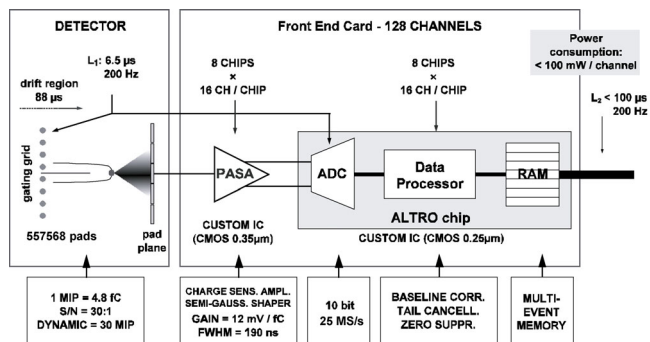 DETECTOR
Front End Card - 128 CHANNELS
Power
consumption:
< 100 mW / channel
L₁: 6.5 µs
200 Hz
drift region
88 µs
8 CHIPS
×
16 CH / CHIP
8 CHIPS
×
16 CH / CHIP
L₂ < 100 µs
200 Hz
gating grid
PASA
ADC
Data
Processor
RAM
ALTRO chip
557568 pads
pad
plane
CUSTOM IC
(CMOS 0.35µm)
CUSTOM IC (CMOS 0.25µm)
1 MIP = 4.8 fC
S/N = 30:1
DYNAMIC = 30 MIP
CHARGE SENS. AMPL.
SEMI-GAUSS. SHAPER
GAIN = 12 mV / fC
FWHM = 190 ns
10 bit
25 MS/s
BASELINE CORR.
TAIL CANCELL.
ZERO SUPPR.
MULTI-
EVENT
MEMORY